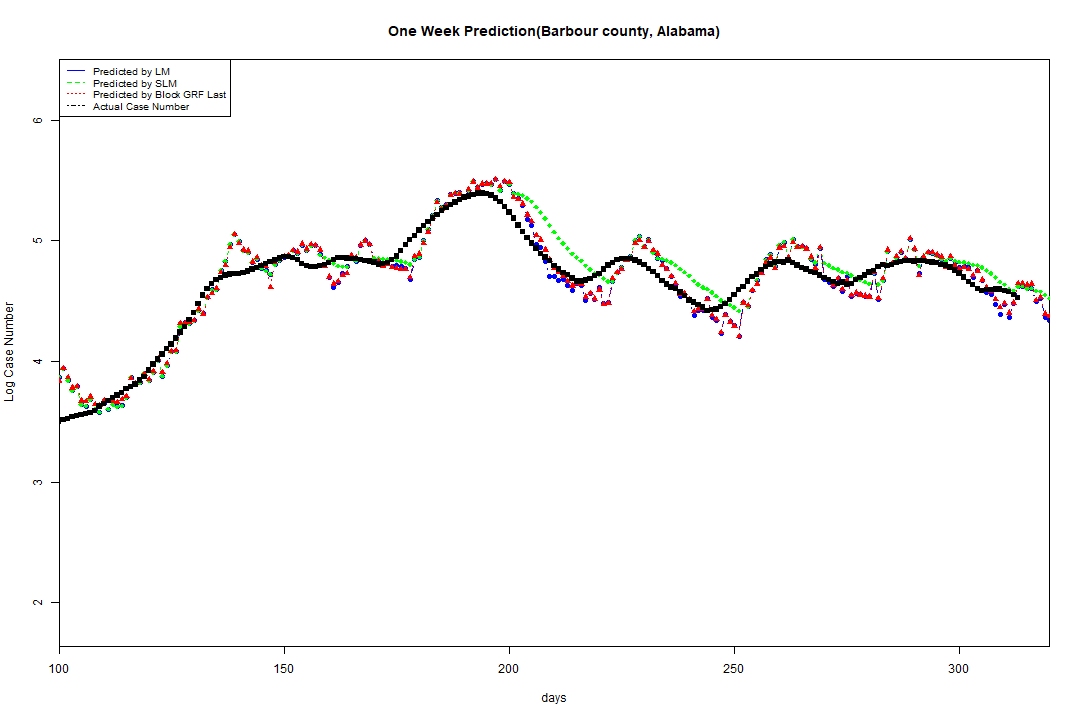 One Week Prediction(Barbour county, Alabama)
Predicted by LM
Predicted by SLM
Predicted by Block GRF Last
Actual Case Number
6
5
4
3
2
Log Case Number
100 150 200 250 300
days